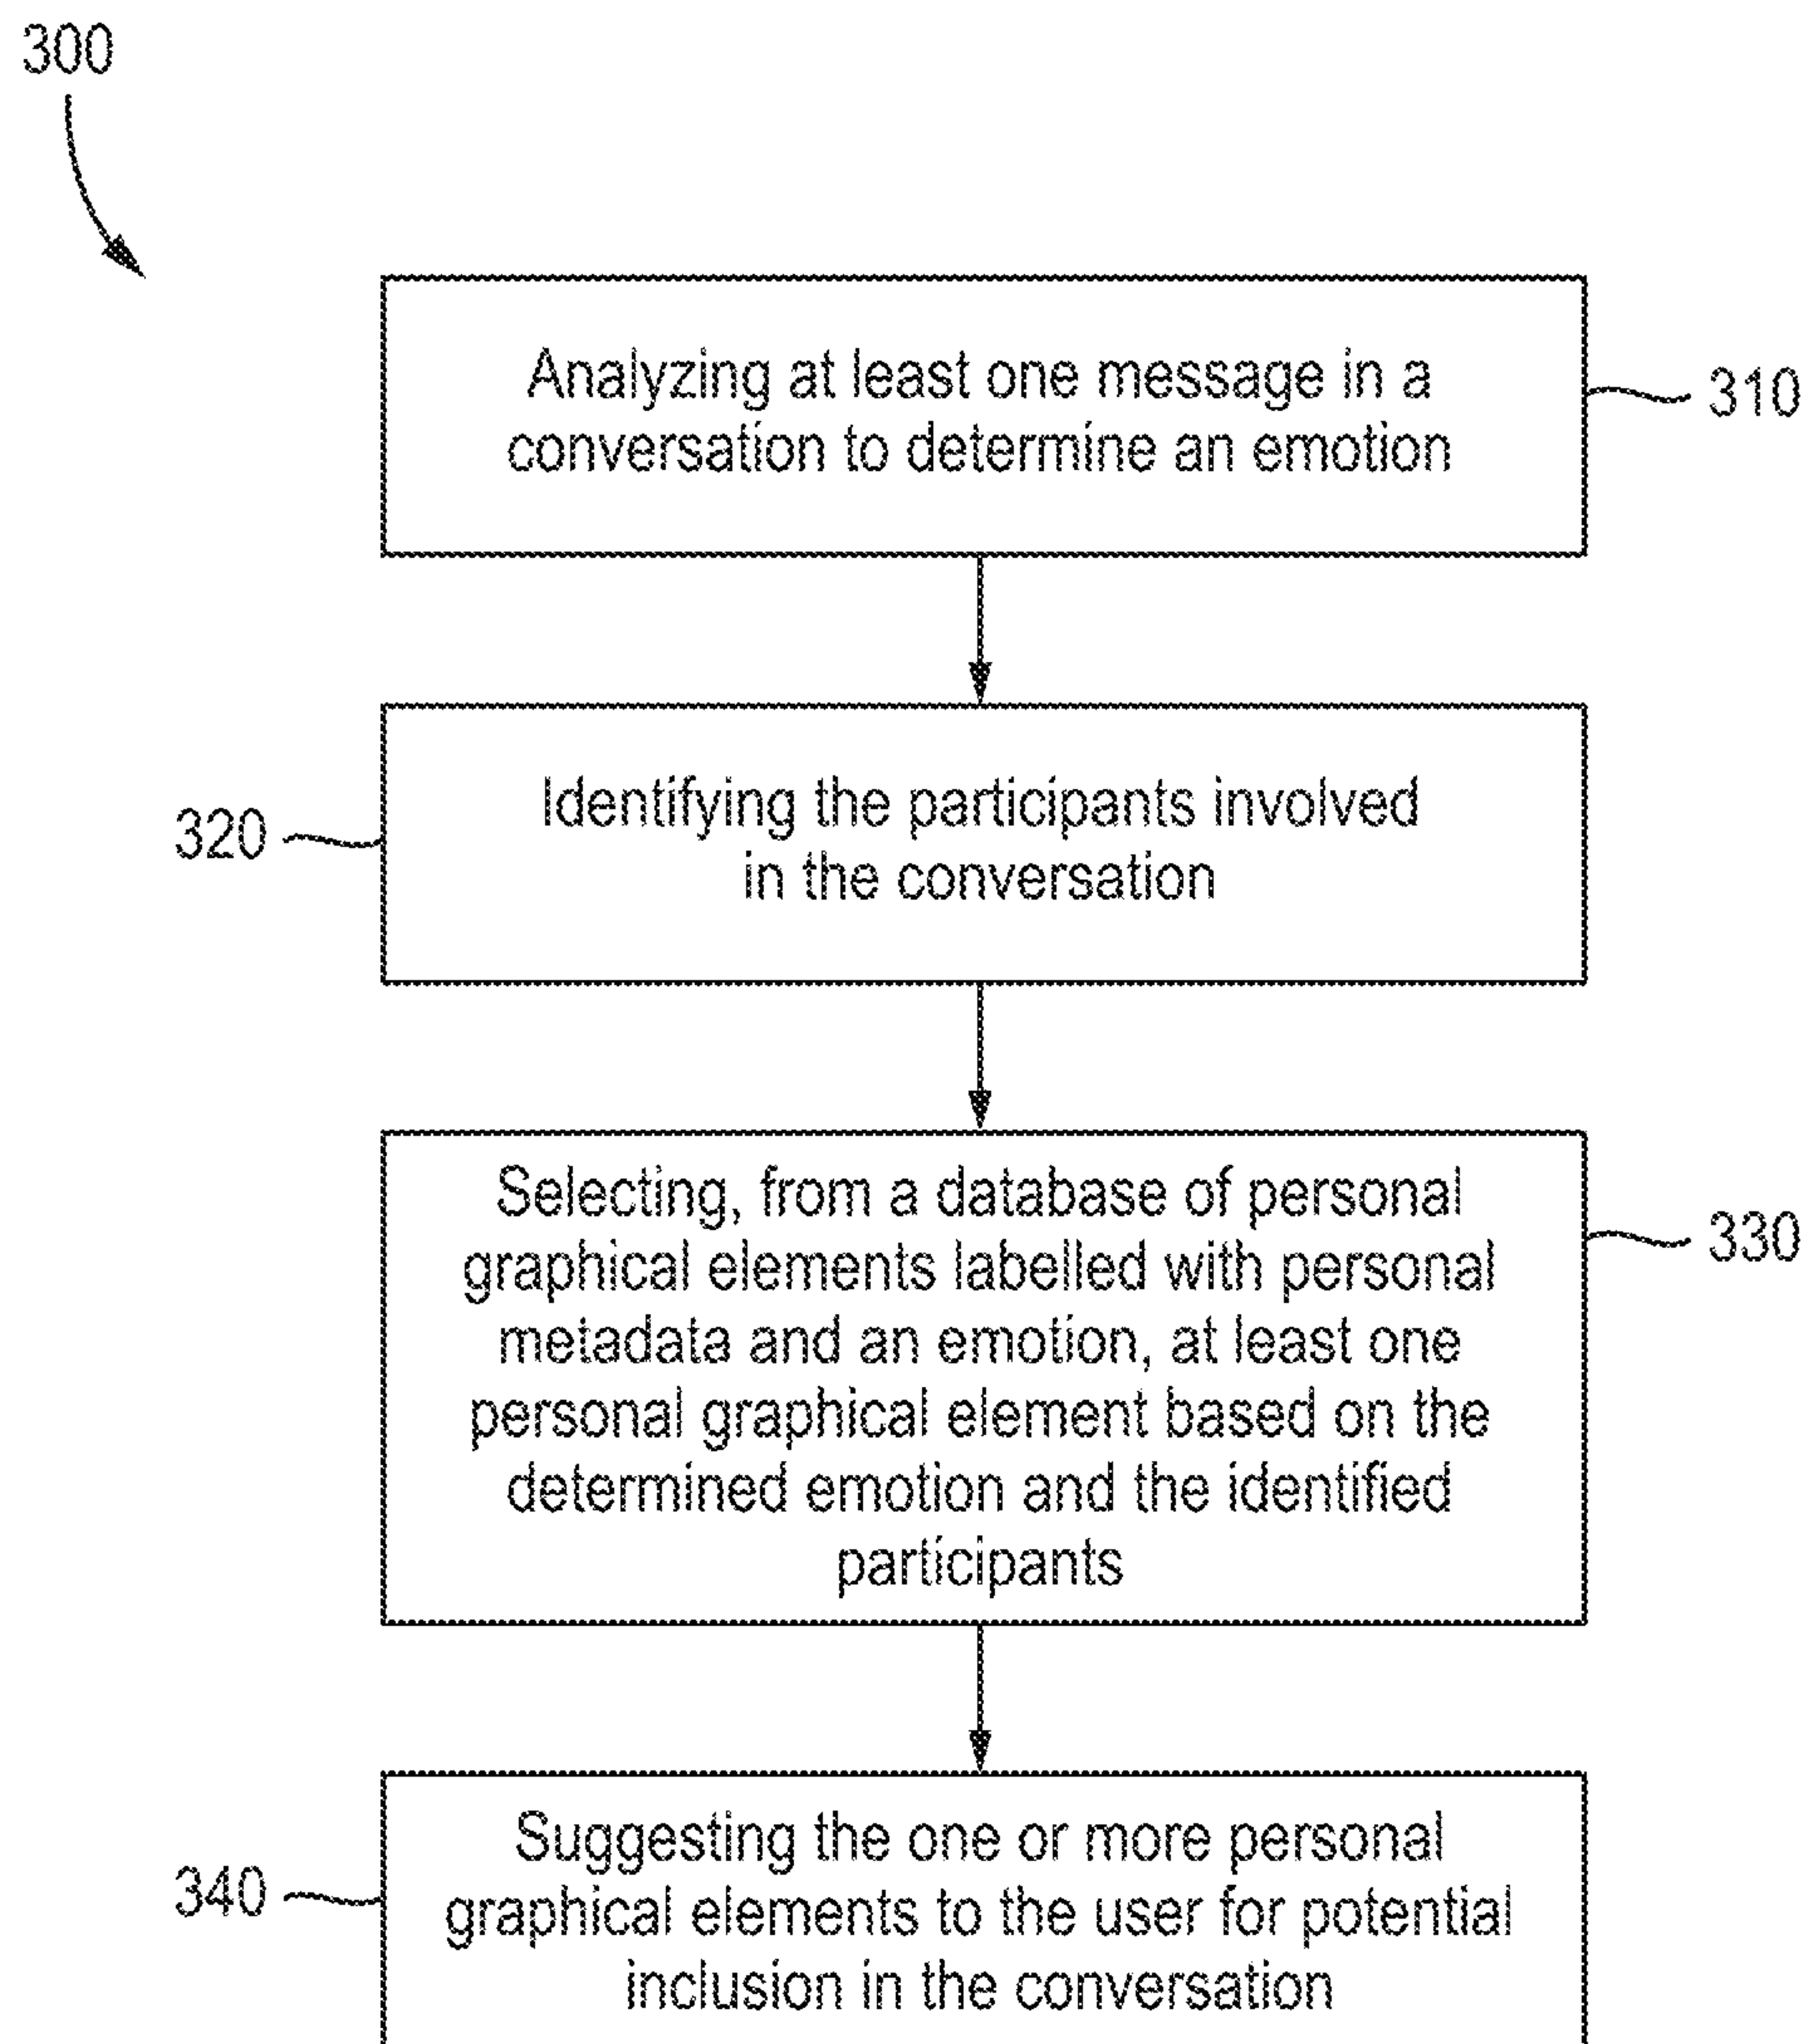 300
Analyzing at least one message in a
conversation to determine an emotion
310
Identifying the participants involved
in the conversation
320
Selecting, from a database of personal
graphical elements labelled with personal
metadata and an emotion, at least one
personal graphical element based on the
determined emotion and the identified
participants
330
Suggesting the one or more personal
graphical elements to the user for potential
inclusion in the conversation
340